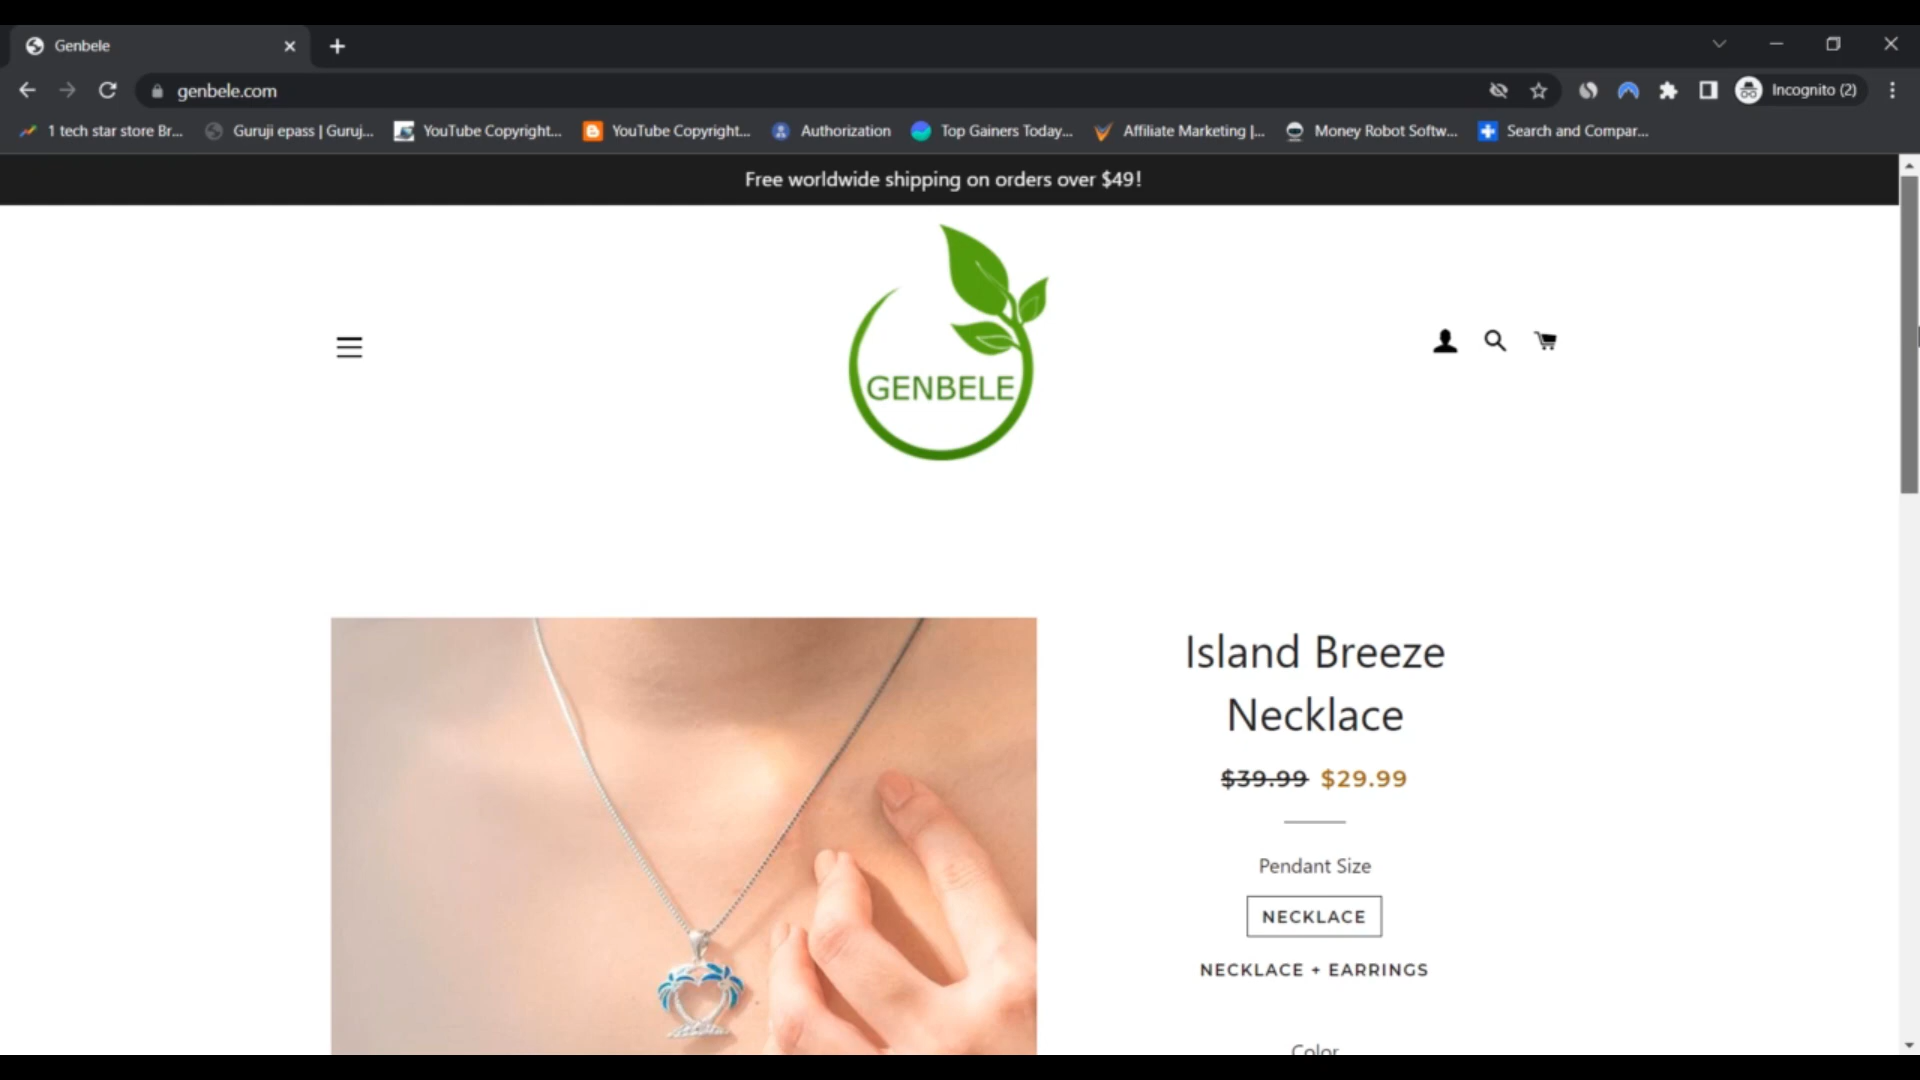 Genbele
genbele.com
Incognito (2)
1 tech star store Br...
Guruji epass | Guruj...
YouTube Copyright...
YouTube Copyright...
Authorization
Top Gainers Today...
Affiliate Marketing |...
Money Robot Softw...
Search and Compar...
Free worldwide shipping on orders over $49!
GENBELE
Island Breeze
Necklace
$39.99 $29.99
Pendant Size
NECKLACE
NECKLACE + EARRINGS
Color